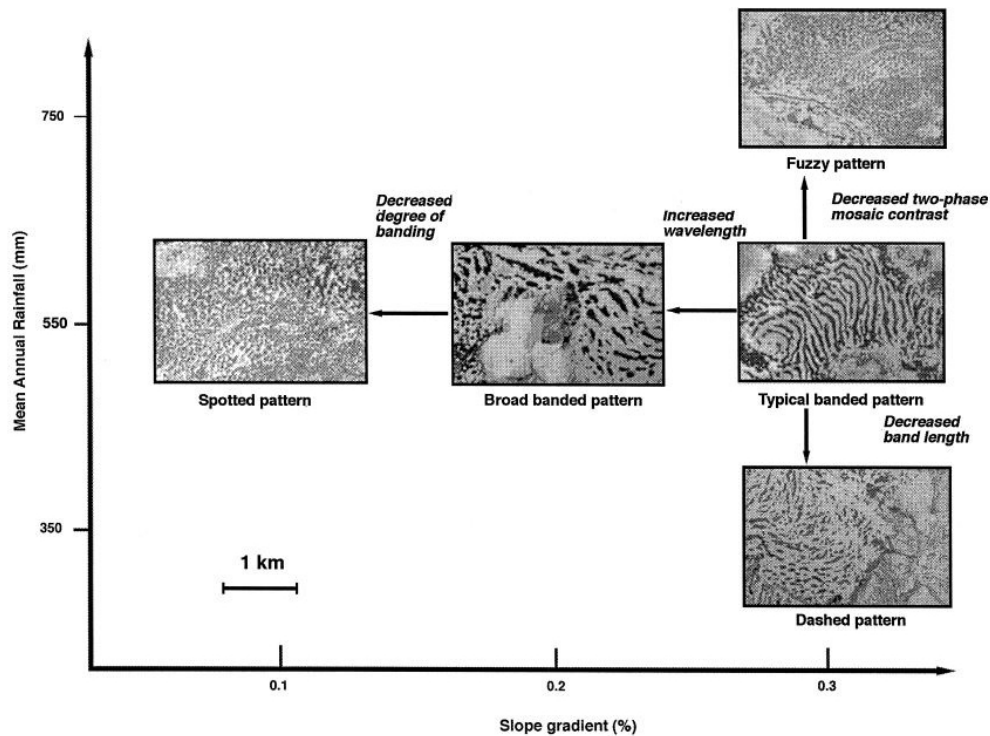 Fuzzy pattern
750
Decreased
degree of
banding
Increased
wavelength
Decreased two-phase
mosaic contrast
Mean Annual Rainfall (mm)
550
Spotted pattern
Broad banded pattern
Typical banded pattern
Decreased
band length
350
1 km
Dashed pattern
0.1
0.2
0.3
Slope gradient (%)